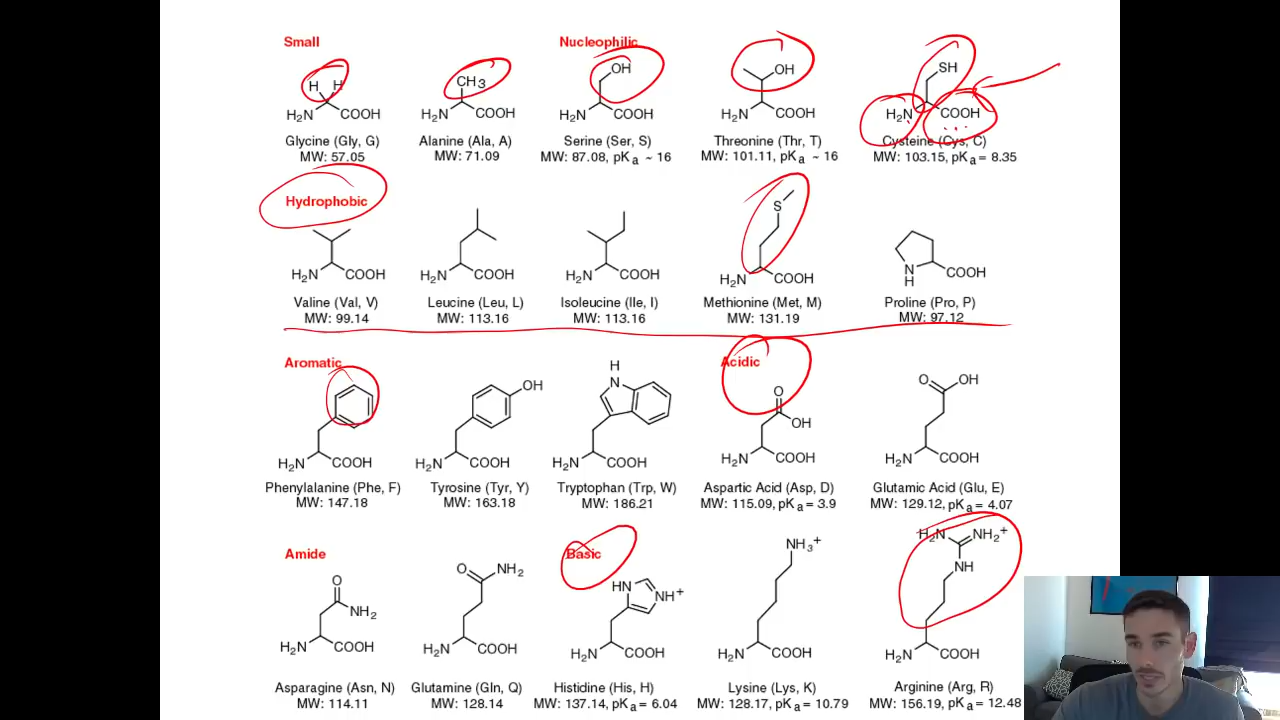 Small
Nucleophilic
H H
CH3
OH
OH
SH
H₂N COOH
H₂N COOH
H₂N COOH
H₂N COOH
H₂N COOH
Glycine (Gly, G)
Alanine (Ala, A)
Serine (Ser, S)
Threonine (Thr, T)
Cysteine (Cys, C)
MW: 57.05
MW: 71.09
MW: 87.08, pKa ~ 16
MW: 101.11, pKa ~ 16
MW: 103.15, pKa = 8.35
Hydrophobic
S
H₂N COOH
H₂N COOH
H₂N COOH
H₂N COOH
N
H
COOH
Valine (Val, V)
Leucine (Leu, L)
Isoleucine (Ile, I)
Methionine (Met, M)
Proline (Pro, P)
MW: 99.14
MW: 113.16
MW: 113.16
MW: 131.19
MW: 97.12
Aromatic
Acidic
OH
H
N
O
OH
O OH
H₂N COOH
H₂N COOH
H₂N COOH
H₂N COOH
H₂N COOH
Phenylalanine (Phe, F)
Tyrosine (Tyr, Y)
Tryptophan (Trp, W)
Aspartic Acid (Asp, D)
Glutamic Acid (Glu, E)
MW: 147.18
MW: 163.18
MW: 186.21
MW: 115.09, pKa = 3.9
MW: 129.12, pKa = 4.07
Amide
Basic
O
NH₂
O NH₂
HN NH+
NH₃+
H₂N NH₂+
NH
H₂N COOH
H₂N COOH
H₂N COOH
H₂N COOH
H₂N COOH
Asparagine (Asn, N)
Glutamine (Gln, Q)
Histidine (His, H)
Lysine (Lys, K)
Arginine (Arg, R)
MW: 114.11
MW: 128.14
MW: 137.14, pKa = 6.04
MW: 128.17, pKa = 10.79
MW: 156.19, pKa = 12.48